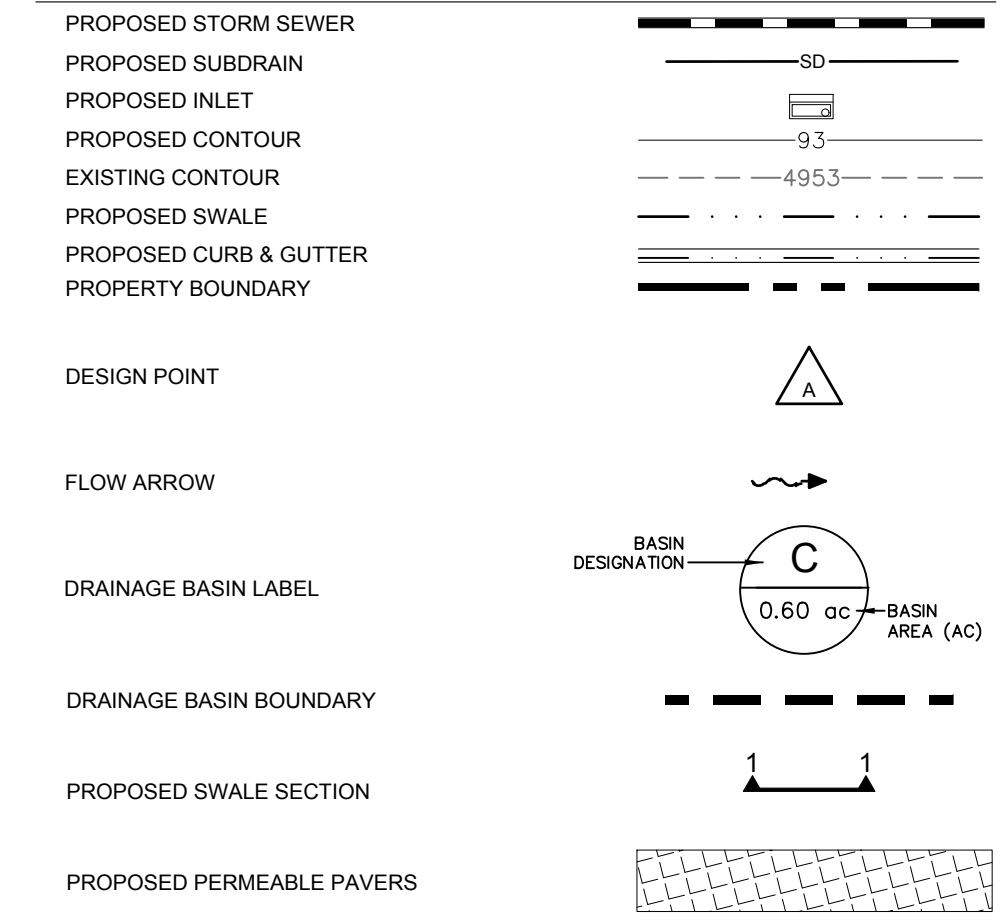 PROPOSED STORM SEWER
PROPOSED SUBDRAIN SD
PROPOSED INLET
PROPOSED CONTOUR 93
EXISTING CONTOUR 4953
PROPOSED SWALE
PROPOSED CURB & GUTTER
PROPERTY BOUNDARY
DESIGN POINT A
FLOW ARROW
DRAINAGE BASIN LABEL
BASIN
DESIGNATION
C
0.60 ac
BASIN
AREA (AC)
DRAINAGE BASIN BOUNDARY
PROPOSED SWALE SECTION
1 1
PROPOSED PERMEABLE PAVERS